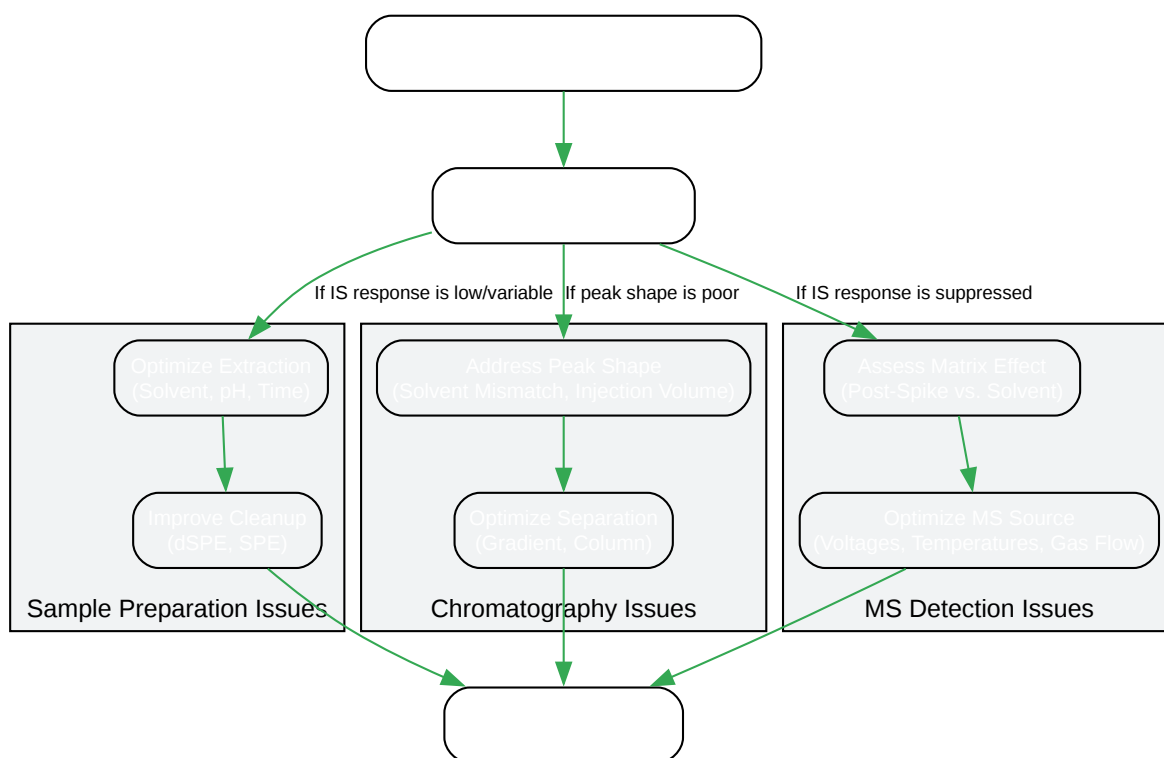 If IS response is low/variable
If peak shape is poor
If IS response is suppressed
Optimize Extraction
(Solvent, pH, Time)
Address Peak Shape
(Solvent Mismatch, Injection Volume)
Assess Matrix Effect
(Post-Spike vs. Solvent)
Improve Cleanup
(dSPE, SPE)
Optimize Separation
(Gradient, Column)
Optimize MS Source
(Voltages, Temperatures, Gas Flow)
Sample Preparation Issues
Chromatography Issues
MS Detection Issues